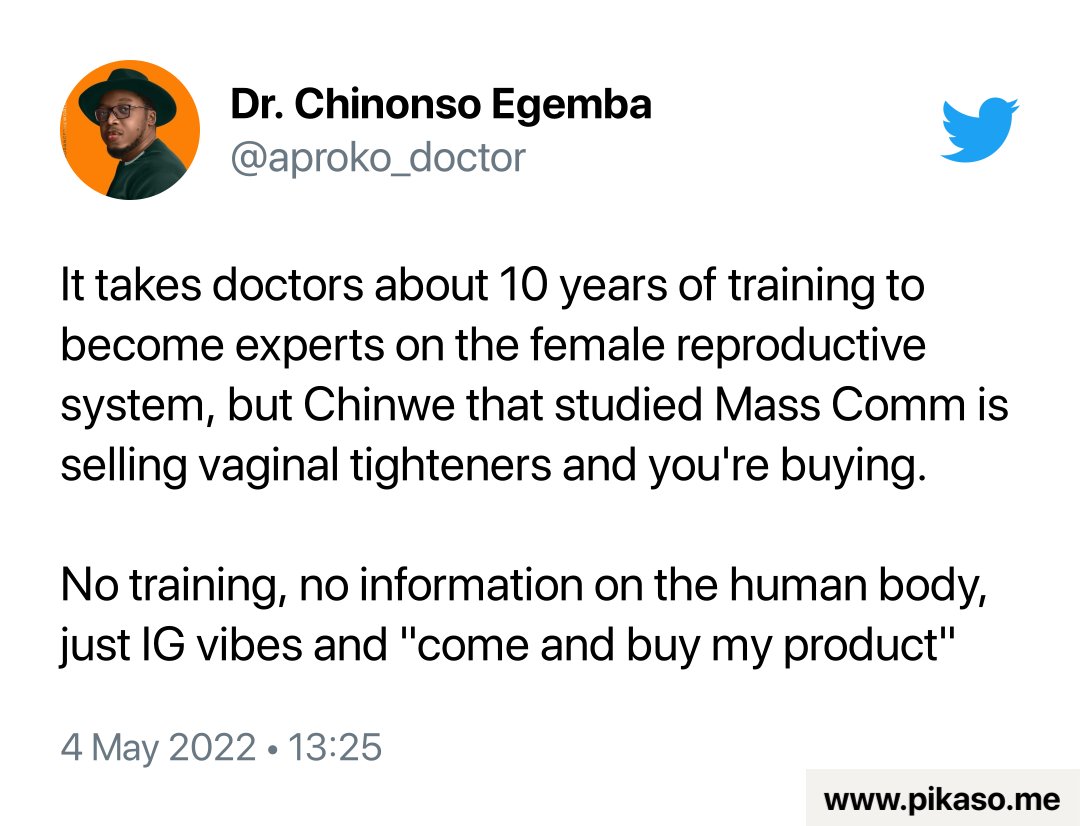 Dr. Chinonso Egemba
@aproko_doctor
It takes doctors about 10 years of training to
become experts on the female reproductive
system, but Chinwe that studied Mass Comm is
selling vaginal tighteners and you're buying.
No training, no information on the human body,
just IG vibes and "come and buy my product"
4 May 2022 • 13:25
www.pikaso.me